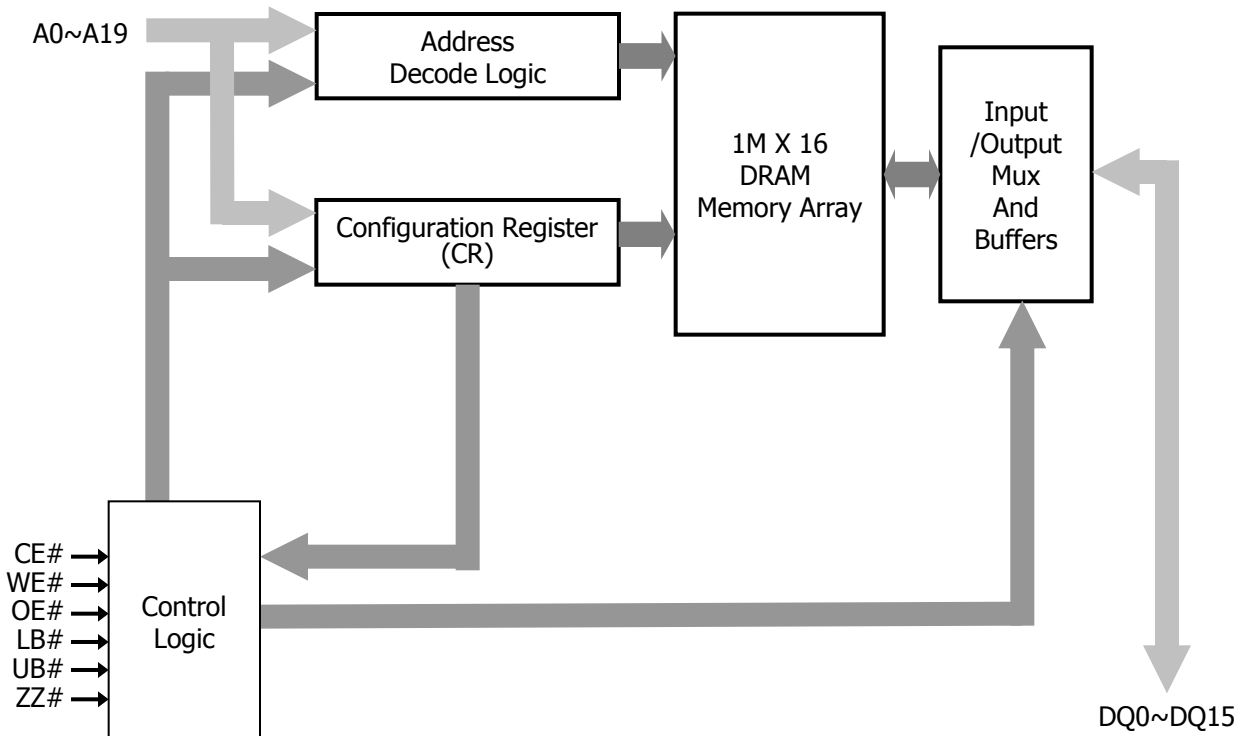 A0~A19
Address
Decode Logic
Configuration Register
(CR)
1M X 16
DRAM
Memory Array
Input
/Output
Mux
And
Buffers
CE#
WE#
OE#
LB#
UB#
ZZ#
Control
Logic
DQ0~DQ15